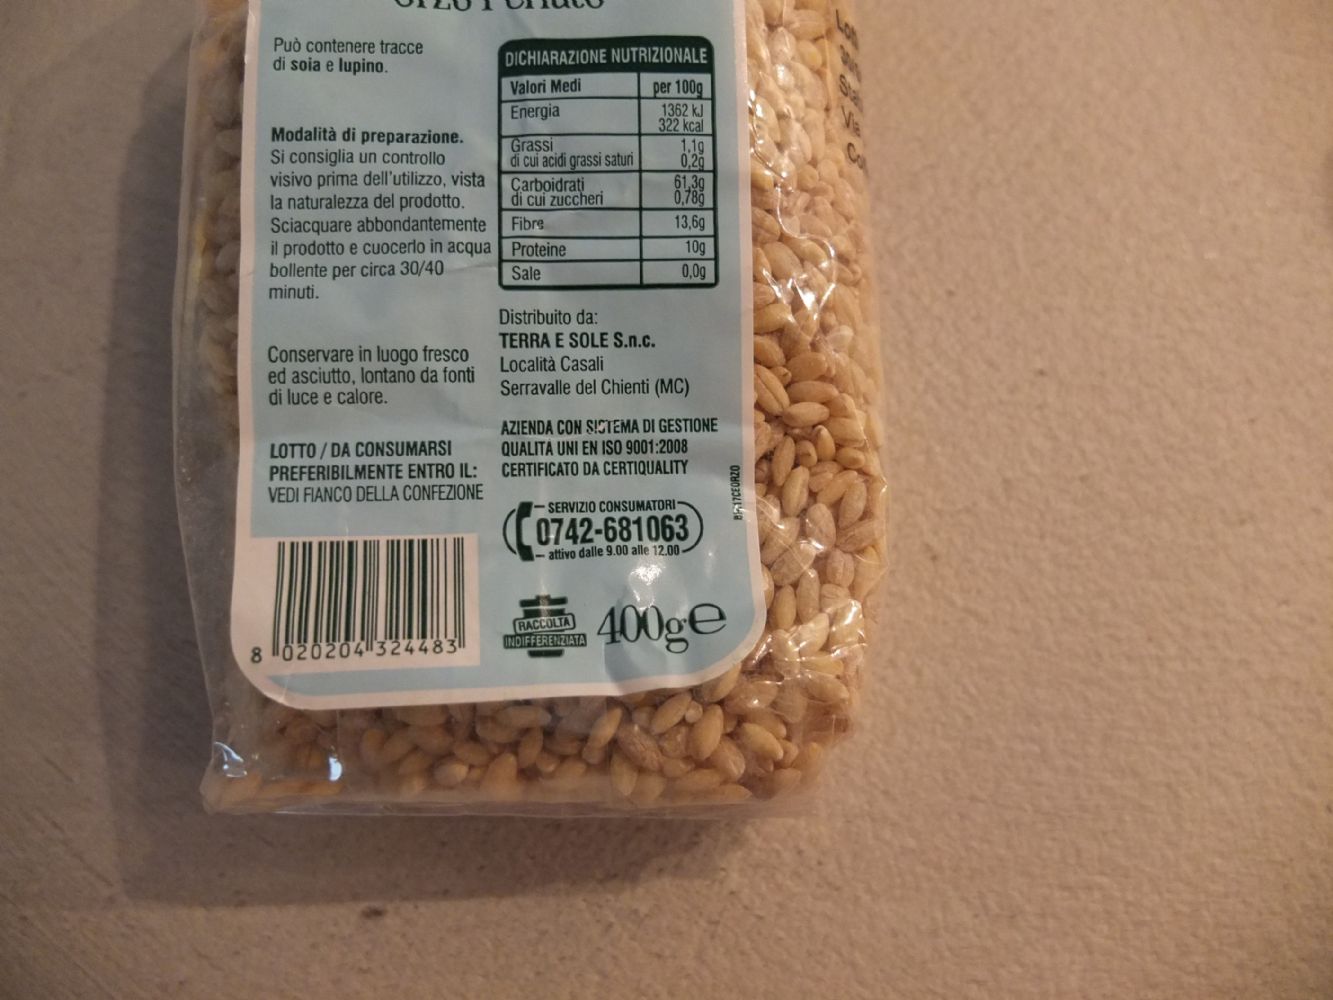 Orzo Perlato
Può contenere tracce
di soia e lupino.
Modalità di preparazione.
Si consiglia un controllo
visivo prima dell'utilizzo, vista
la naturalezza del prodotto.
Sciacquare abbondantemente
il prodotto e cuocerlo in acqua
bollente per circa 30/40
minuti.
Conservare in luogo fresco
ed asciutto, lontano da fonti
di luce e calore.
LOTTO / DA CONSUMARSI
PREFERIBILMENTE ENTRO IL:
VEDI FIANCO DELLA CONFEZIONE
8 020204 324483
DICHIARAZIONE NUTRIZIONALE
Valori Medi per 100g
Energia 1362 kJ
322 kcal
Grassi 1,1g
di cui acidi grassi saturi 0,2g
Carboidrati 61,3g
di cui zuccheri 0,78g
Fibre 13,6g
Proteine 10g
Sale 0,0g
Distribuito da:
TERRA E SOLE S.n.c.
Località Casali
Serravalle del Chienti (MC)
AZIENDA CON SISTEMA DI GESTIONE
QUALITA UNI EN ISO 9001:2008
CERTIFICATO DA CERTIQUALITY
SERVIZIO CONSUMATORI
0742-681063
attivo dalle 9.00 alle 12.00
RACCOLTA
INDIFFERENZIATA
400g e
Via